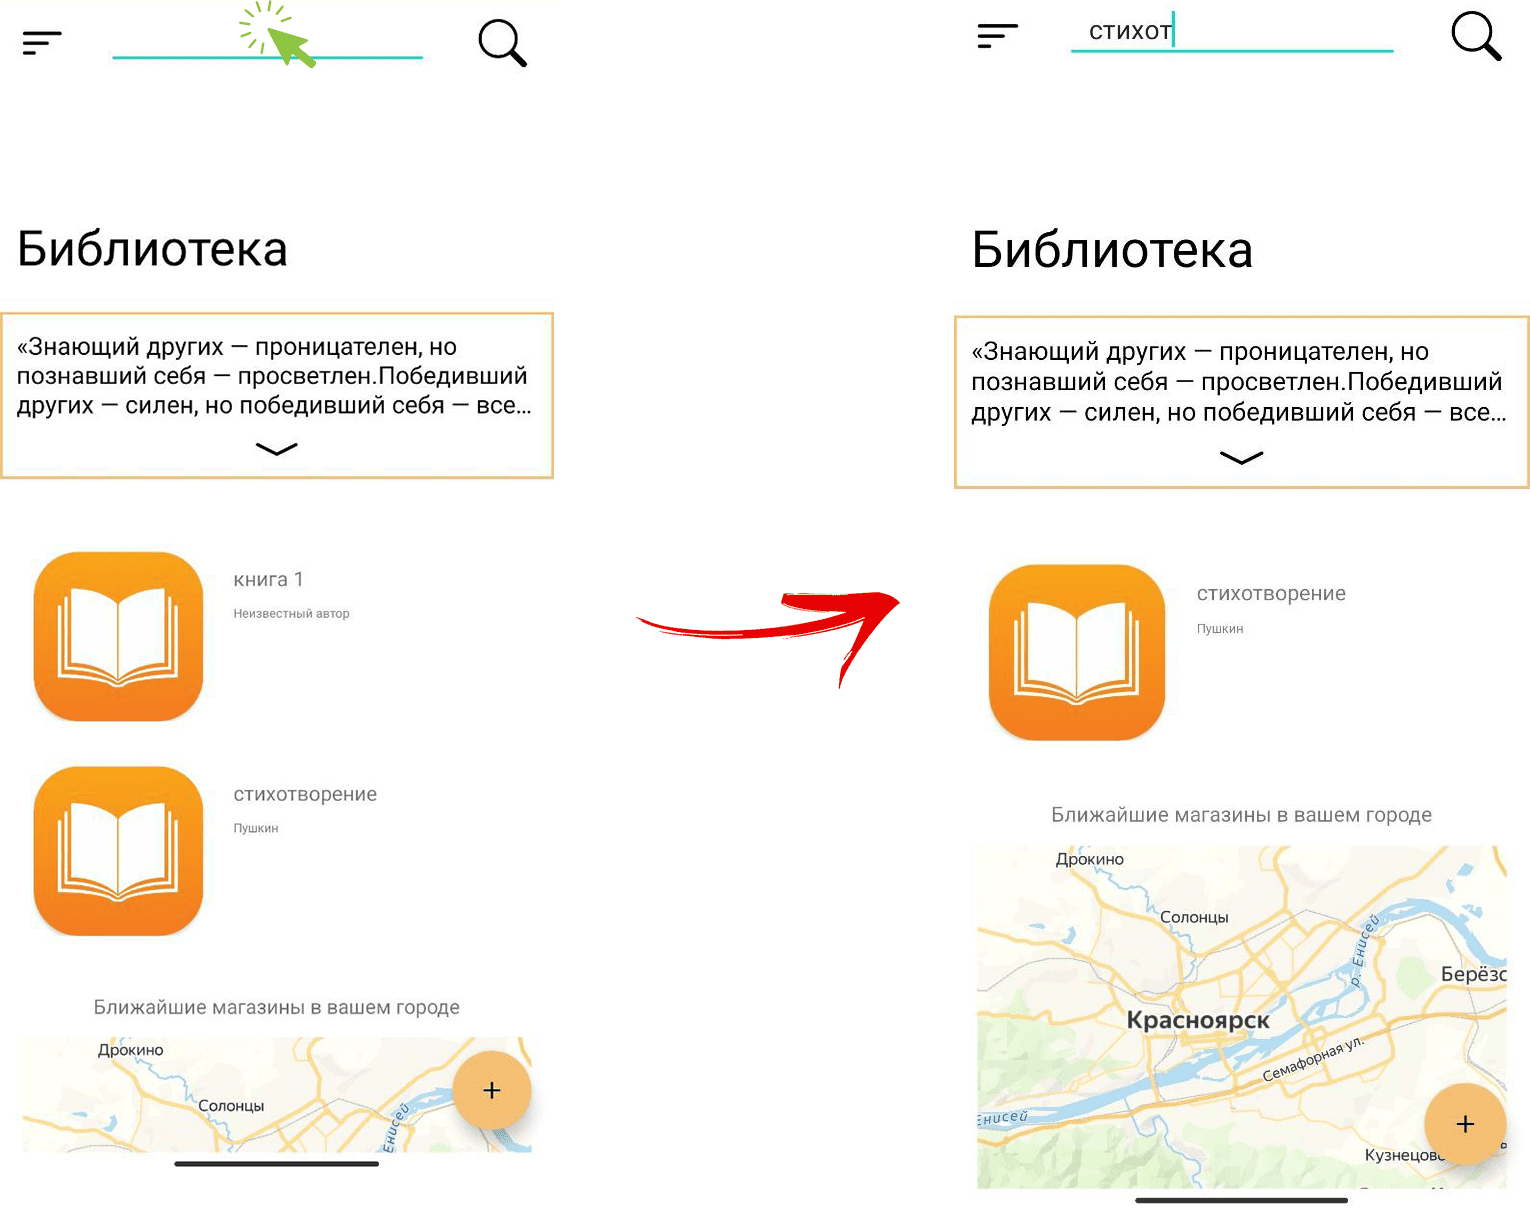 Библиотека
«Знающий других — проницателен, но
познавший себя — просветлен.Победивший
других — силен, но победивший себя — все...
книга 1
Неизвестный автор
стихотворение
Пушкин
Ближайшие магазины в вашем городе
Дрокино
Солонцы
Енисей
+
стихот
Библиотека
«Знающий других — проницателен, но
познавший себя — просветлен.Победивший
других — силен, но победивший себя — все...
стихотворение
Пушкин
Ближайшие магазины в вашем городе
Дрокино
Солонцы
р. Енисей
Берёзо
Красноярск
Семафорная ул.
Енисей
+
Кузнецово